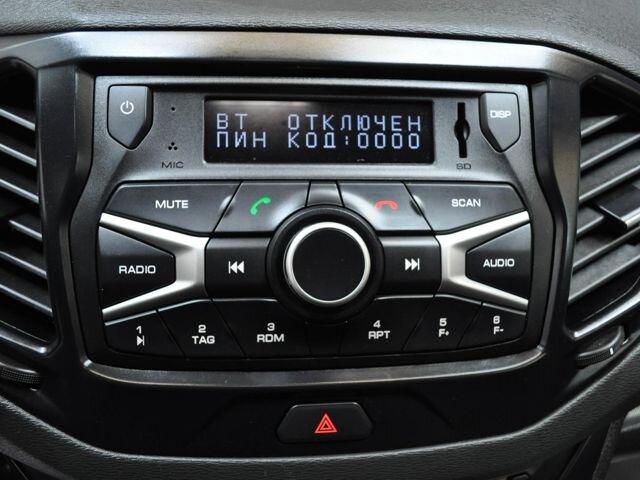 ВТ ОТКЛЮЧЕН
ПИН КОД:0000
DISP
MIC
SD
MUTE
SCAN
RADIO
AUDIO
1
2
TAG
3
RDM
4
RPT
5
F+
6
F-